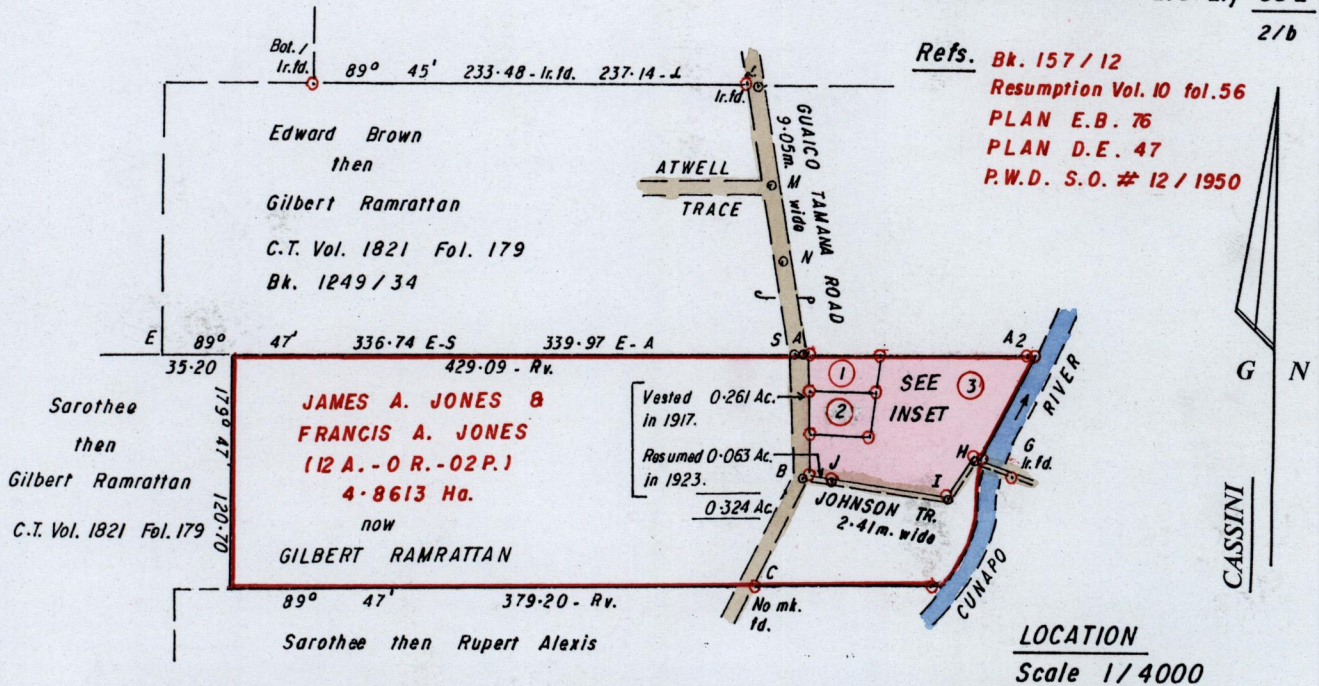 2/b
Refs. Bk. 157/12
Resumption Vol. 10 fol.56
PLAN E.B. 76
PLAN D.E. 47
P.W.D. S.O. # 12/1950
Bot./
Ir.fd.
89° 45' 233·48-Ir.fd. 237·14-
Ir.fd.
Edward Brown
then
Gilbert Ramrattan
C.T. Vol. 1821 Fol. 179
Bk. 1249/34
ATWELL
TRACE
GUAICO TAMANA ROAD
9·05m. wide
L
M
N
E 89° 47' 336·74 E-S 339·97 E-A
S A
A2
35·20
429·09-Rv.
179° 47'
120·70
Sarothee
then
Gilbert Ramrattan
C.T. Vol. 1821 Fol. 179
JAMES A. JONES &
FRANCIS A. JONES
(12 A.-0 R.-02P.)
4·8613 Ha.
now
GILBERT RAMRATTAN
Vested 0·261 Ac.
in 1917.
Resumed 0·063 Ac.
in 1923.
0·324 Ac.
1
2
3
SEE
INSET
B
J
I
H
G
Ir.fd.
JOHNSON TR.
2·41m. wide
CUNAPO
RIVER
C
No mk.
fd.
89° 47' 379·20-Rv.
Sarothee then Rupert Alexis
G N
CASSINI
LOCATION
Scale 1/4000